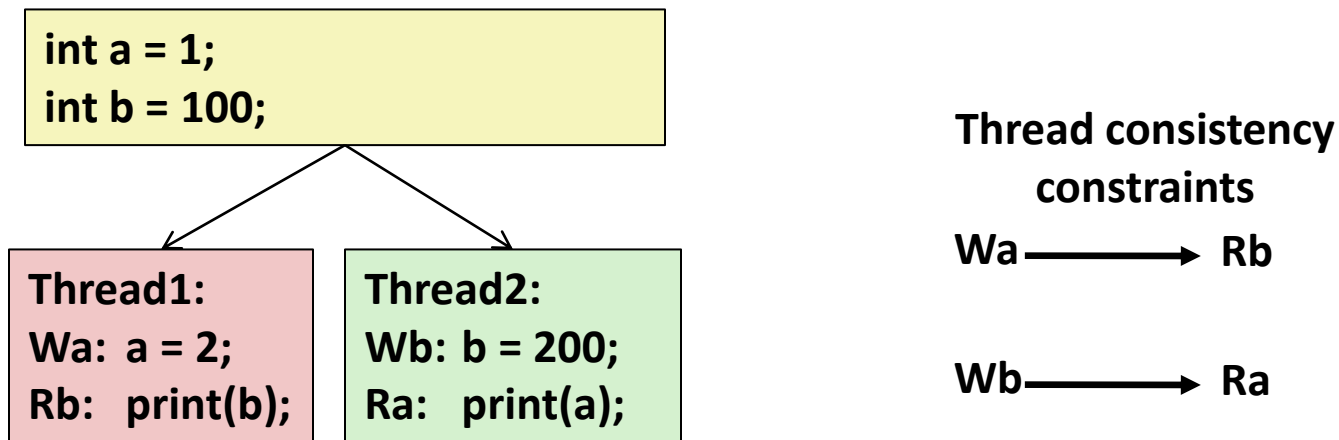 int a = 1;
int b = 100;
Thread1:
Wa: a = 2;
Rb: print(b);
Thread2:
Wb: b = 200;
Ra: print(a);
Thread consistency
constraints
Wa Rb
Wb Ra